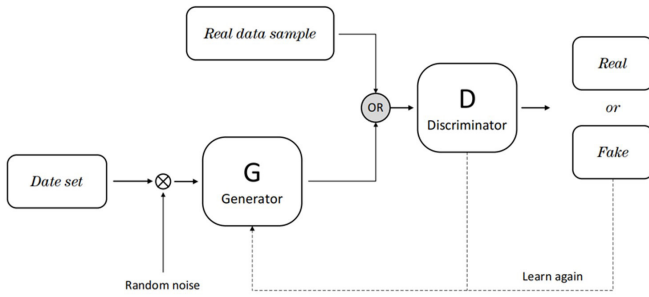 Real data sample
OR
D
Discriminator
Real
or
Fake
Date set
G
Generator
Random noise
Learn again